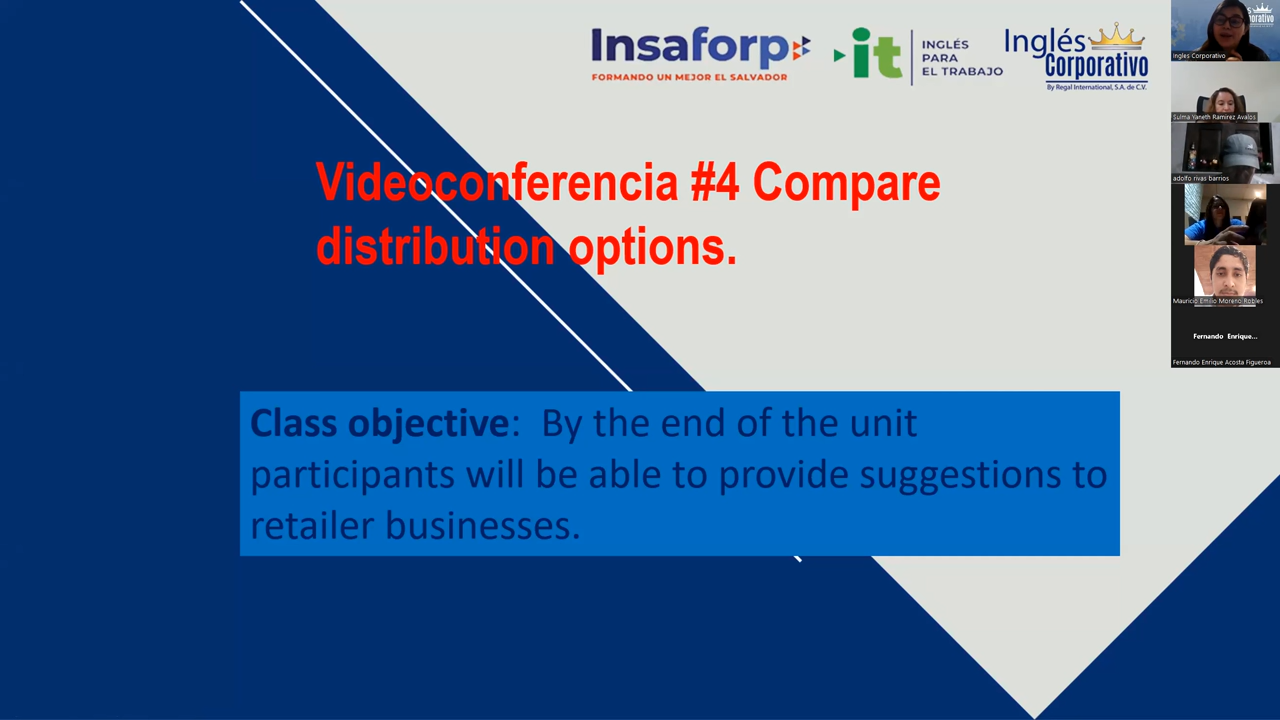 Insaforp
FORMANDO UN MEJOR EL SALVADOR
it
INGLÉS
PARA
EL TRABAJO
Inglés
Corporativo
By Regal International, S.A. de C.V.
Videoconferencia #4 Compare
distribution options.
Class objective: By the end of the unit
participants will be able to provide suggestions to
retailer businesses.
Ingles Corporativo
Sulma Yaneth Ramirez Avalos
adolfo rivas barrios
Mauricio Emilio Moreno Robles
Fernando Enrique...
Fernando Enrique Acosta Figueroa